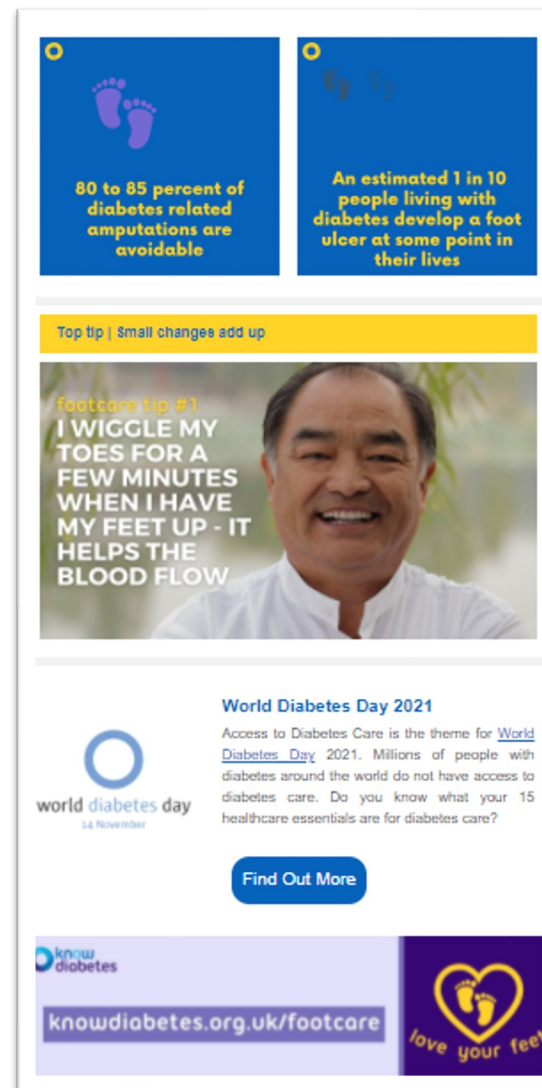 80 to 85 percent of
diabetes related
amputations are
avoidable
An estimated 1 in 10
people living with
diabetes develop a foot
ulcer at some point in
their lives
Top tip | Small changes add up
footcare tip #1
I WIGGLE MY
TOES FOR A
FEW MINUTES
WHEN I HAVE
MY FEET UP - IT
HELPS THE
BLOOD FLOW
World Diabetes Day 2021
Access to Diabetes Care is the theme for World
Diabetes Day 2021. Millions of people with
diabetes around the world do not have access to
diabetes care. Do you know what your 15
healthcare essentials are for diabetes care?
world diabetes day
14 November
Find Out More
know
diabetes
knowdiabetes.org.uk/footcare
love your feet